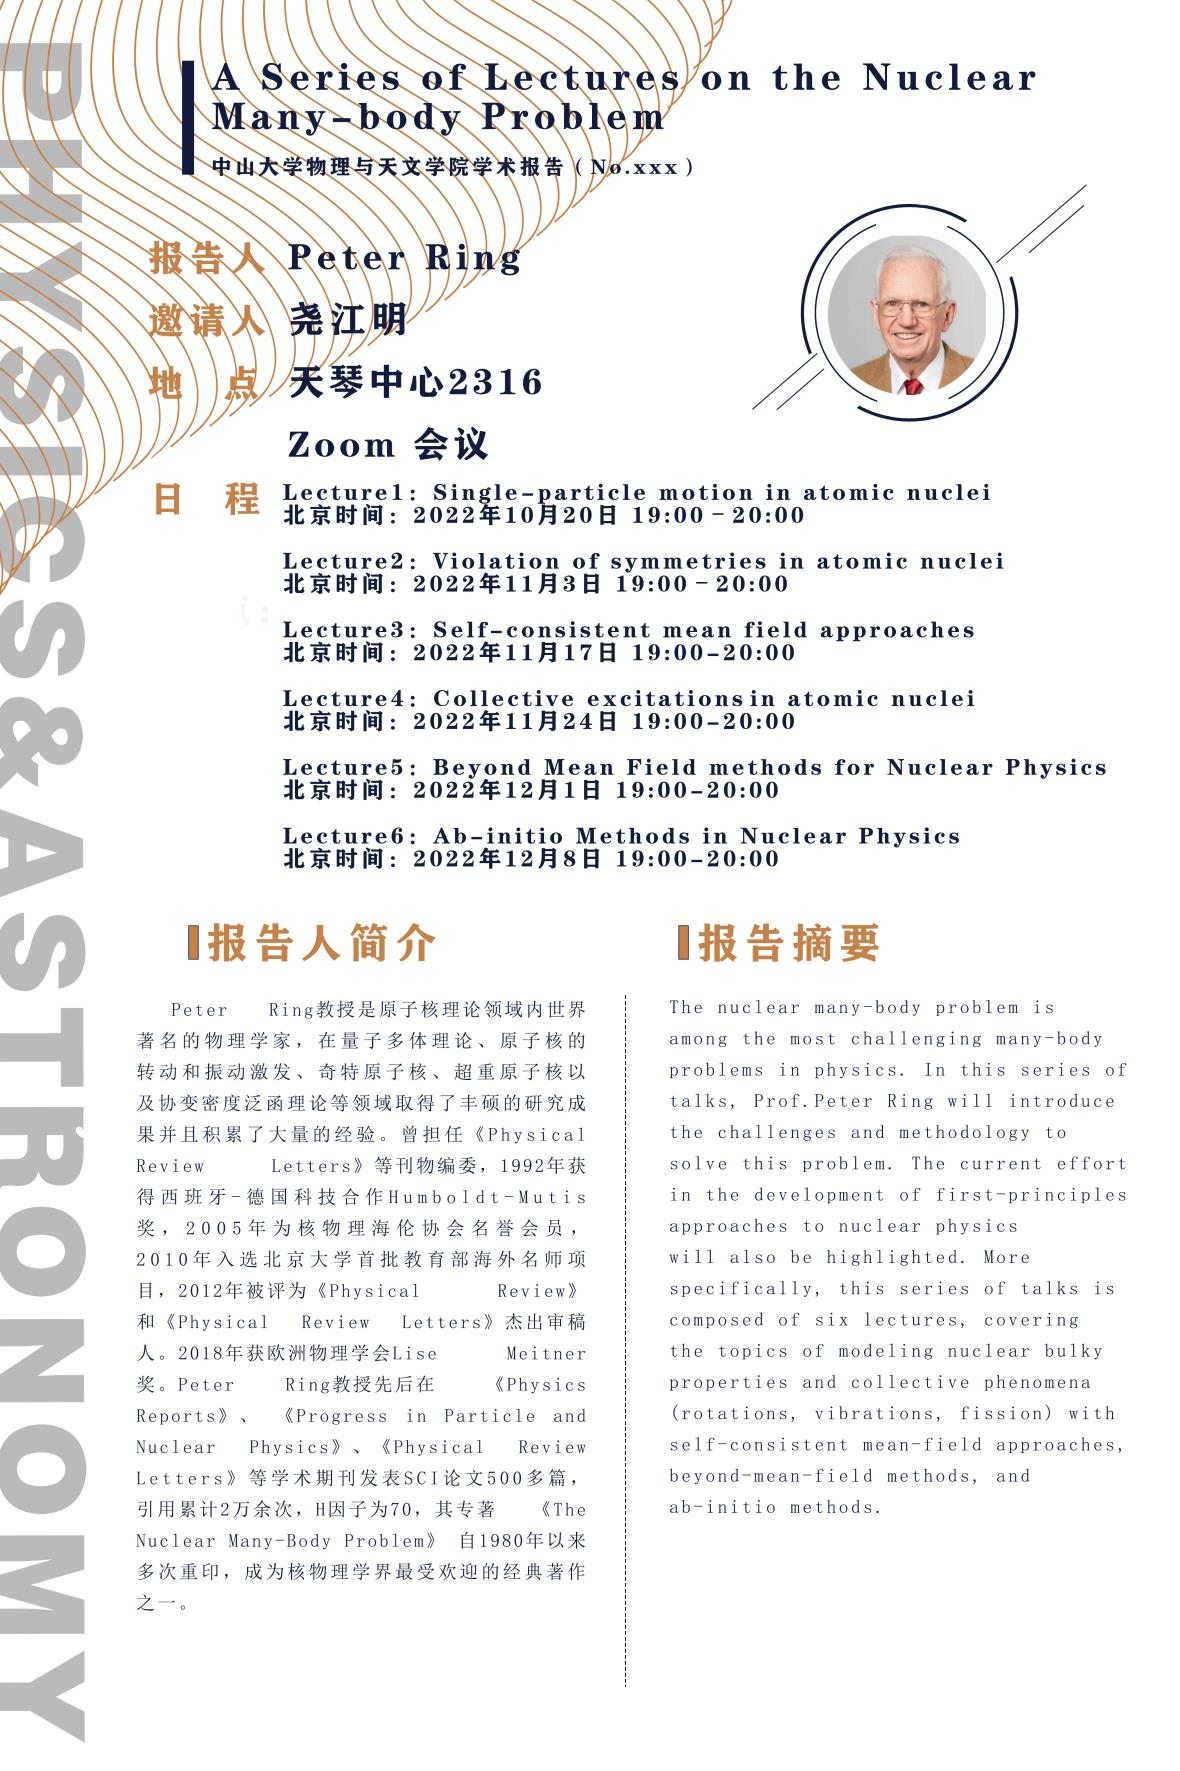 PHYSICS&ASTRONOMY
A Series of Lectures on the Nuclear
Many-body Problem
中山大学物理与天文学院学术报告（No.xxx）
报告人 Peter Ring
邀请人 尧江明
地 点 天琴中心2316
Zoom 会议
日 程 Lecture1: Single-particle motion in atomic nuclei
北京时间: 2022年10月20日 19:00-20:00
Lecture2: Violation of symmetries in atomic nuclei
北京时间: 2022年11月3日 19:00-20:00
Lecture3: Self-consistent mean field approaches
北京时间: 2022年11月17日 19:00-20:00
Lecture4: Collective excitations in atomic nuclei
北京时间: 2022年11月24日 19:00-20:00
Lecture5: Beyond Mean Field methods for Nuclear Physics
北京时间: 2022年12月1日 19:00-20:00
Lecture6: Ab-initio Methods in Nuclear Physics
北京时间: 2022年12月8日 19:00-20:00
报告人简介
Peter Ring教授是原子核理论领域内世界
著名的物理学家，在量子多体理论、原子核的
转动和振动激发、奇特原子核、超重原子核以
及协变密度泛函理论等领域取得了丰硕的研究成
果并且积累了大量的经验。曾担任《Physical
Review Letters》等刊物编委，1992年获
得西班牙-德国科技合作Humboldt-Mutis
奖，2005年为核物理海伦协会名誉会员，
2010年入选北京大学首批教育部海外名师项
目，2012年被评为《Physical Review》
和《Physical Review Letters》杰出审稿
人。2018年获欧洲物理学会Lise Meitner
奖。Peter Ring教授先后在 《Physics
Reports》、 《Progress in Particle and
Nuclear Physics》、《Physical Review
Letters》等学术期刊发表SCI论文500多篇，
引用累计2万余次，H因子为70，其专著 《The
Nuclear Many-Body Problem》 自1980年以来
多次重印，成为核物理学界最受欢迎的经典著作
之一。
报告摘要
The nuclear many-body problem is
among the most challenging many-body
problems in physics. In this series of
talks, Prof.Peter Ring will introduce
the challenges and methodology to
solve this problem. The current effort
in the development of first-principles
approaches to nuclear physics
will also be highlighted. More
specifically, this series of talks is
composed of six lectures, covering
the topics of modeling nuclear bulky
properties and collective phenomena
(rotations, vibrations, fission) with
self-consistent mean-field approaches,
beyond-mean-field methods, and
ab-initio methods.